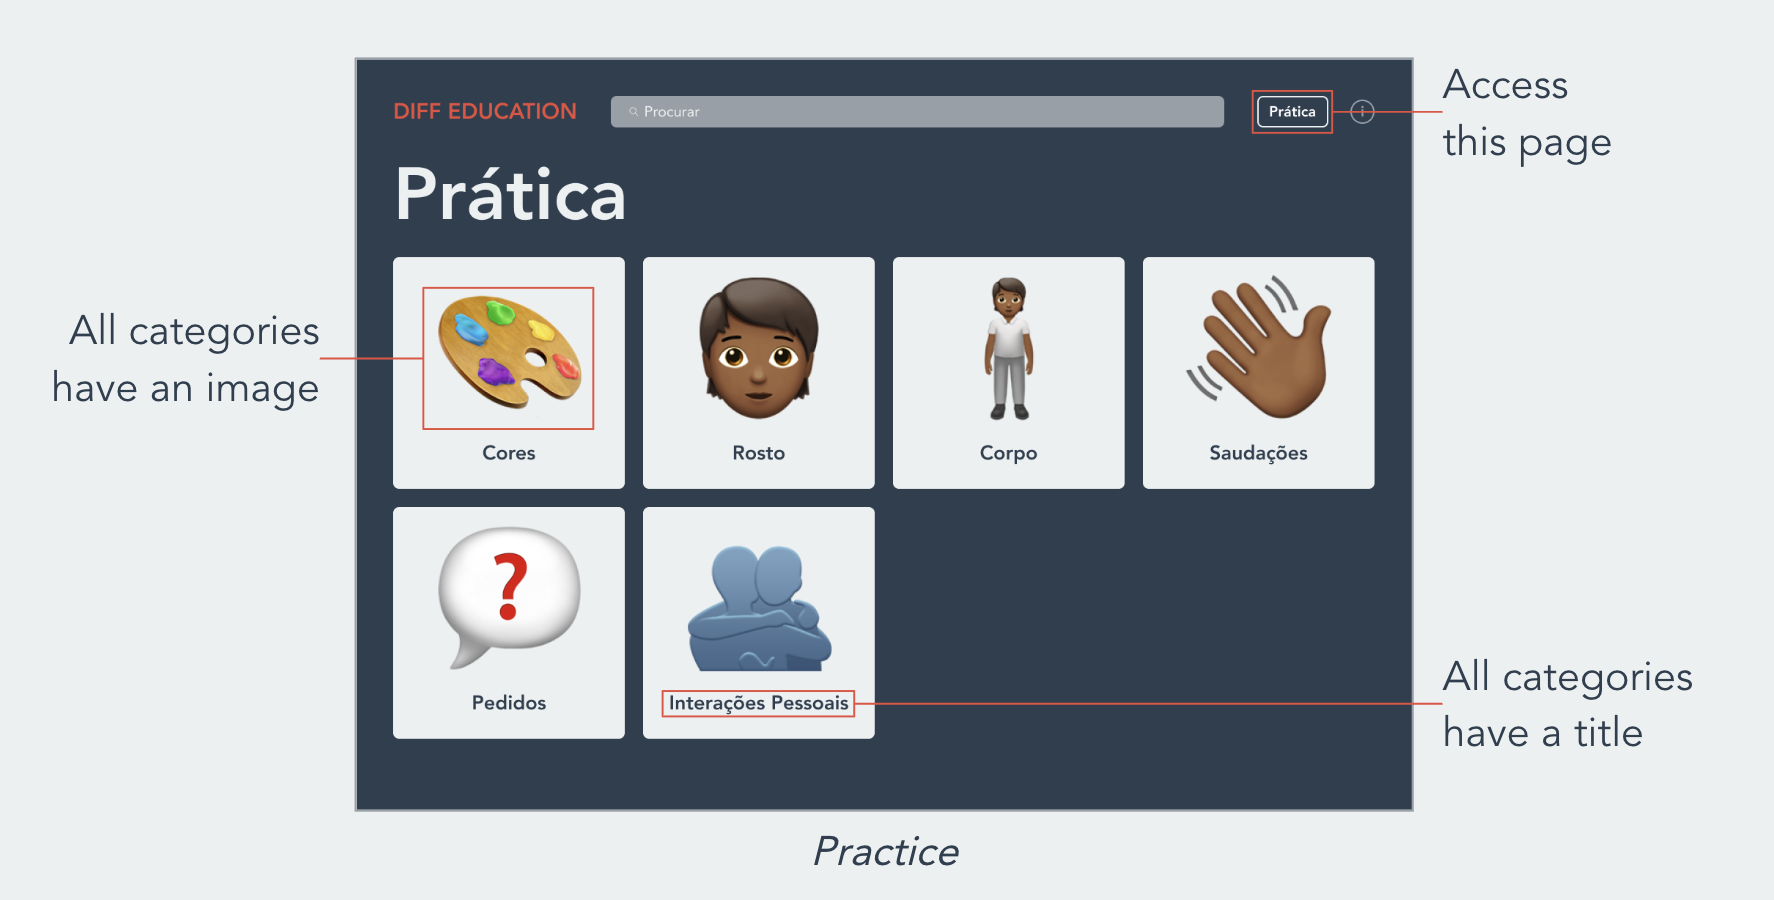 DIFF EDUCATION
Procurar
Prática
Access
this page
Prática
All categories
have an image
Cores
Rosto
Corpo
Saudações
?
Pedidos
Interações Pessoais
All categories
have a title
Practice